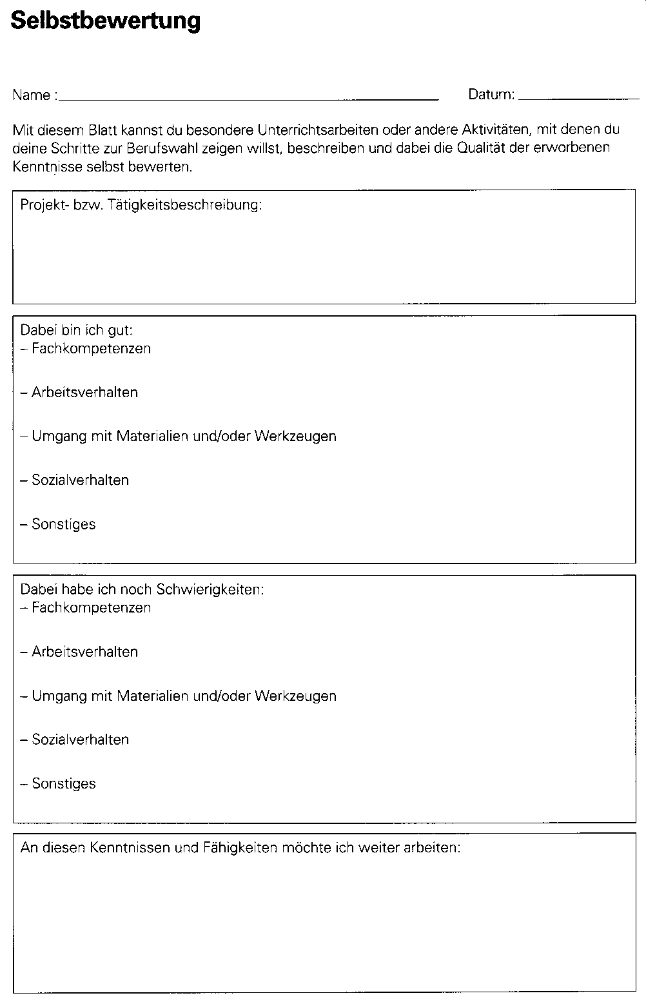 Selbstbewertung
Name : Datum:
Mit diesem Blatt kannst du besondere Unterrichtsarbeiten oder andere Aktivitäten, mit denen du
deine Schritte zur Berufswahl zeigen willst, beschreiben und dabei die Qualität der erworbenen
Kenntnisse selbst bewerten.
Projekt- bzw. Tätigkeitsbeschreibung:
Dabei bin ich gut:
– Fachkompetenzen
– Arbeitsverhalten
– Umgang mit Materialien und/oder Werkzeugen
– Sozialverhalten
– Sonstiges
Dabei habe ich noch Schwierigkeiten:
– Fachkompetenzen
– Arbeitsverhalten
– Umgang mit Materialien und/oder Werkzeugen
– Sozialverhalten
– Sonstiges
An diesen Kenntnissen und Fähigkeiten möchte ich weiter arbeiten: